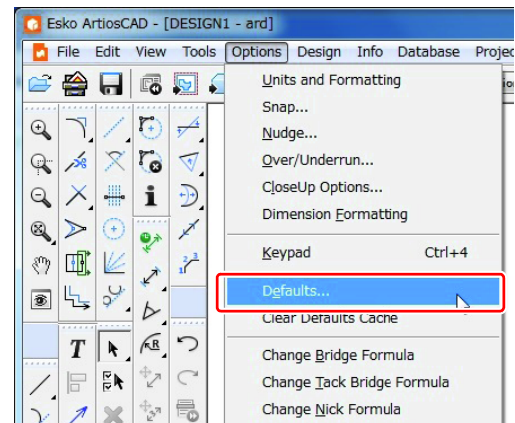 Esko ArtiosCAD - [DESIGN1 - ard]
File Edit View Tools Options Design Info Database
Units and Formatting
Snap...
Nudge...
Over/Underrun...
CloseUp Options...
Dimension Formatting
Keypad Ctrl+4
Defaults...
Clear Defaults Cache
Change Bridge Formula
Change Tack Bridge Formula
Change Nick Formula